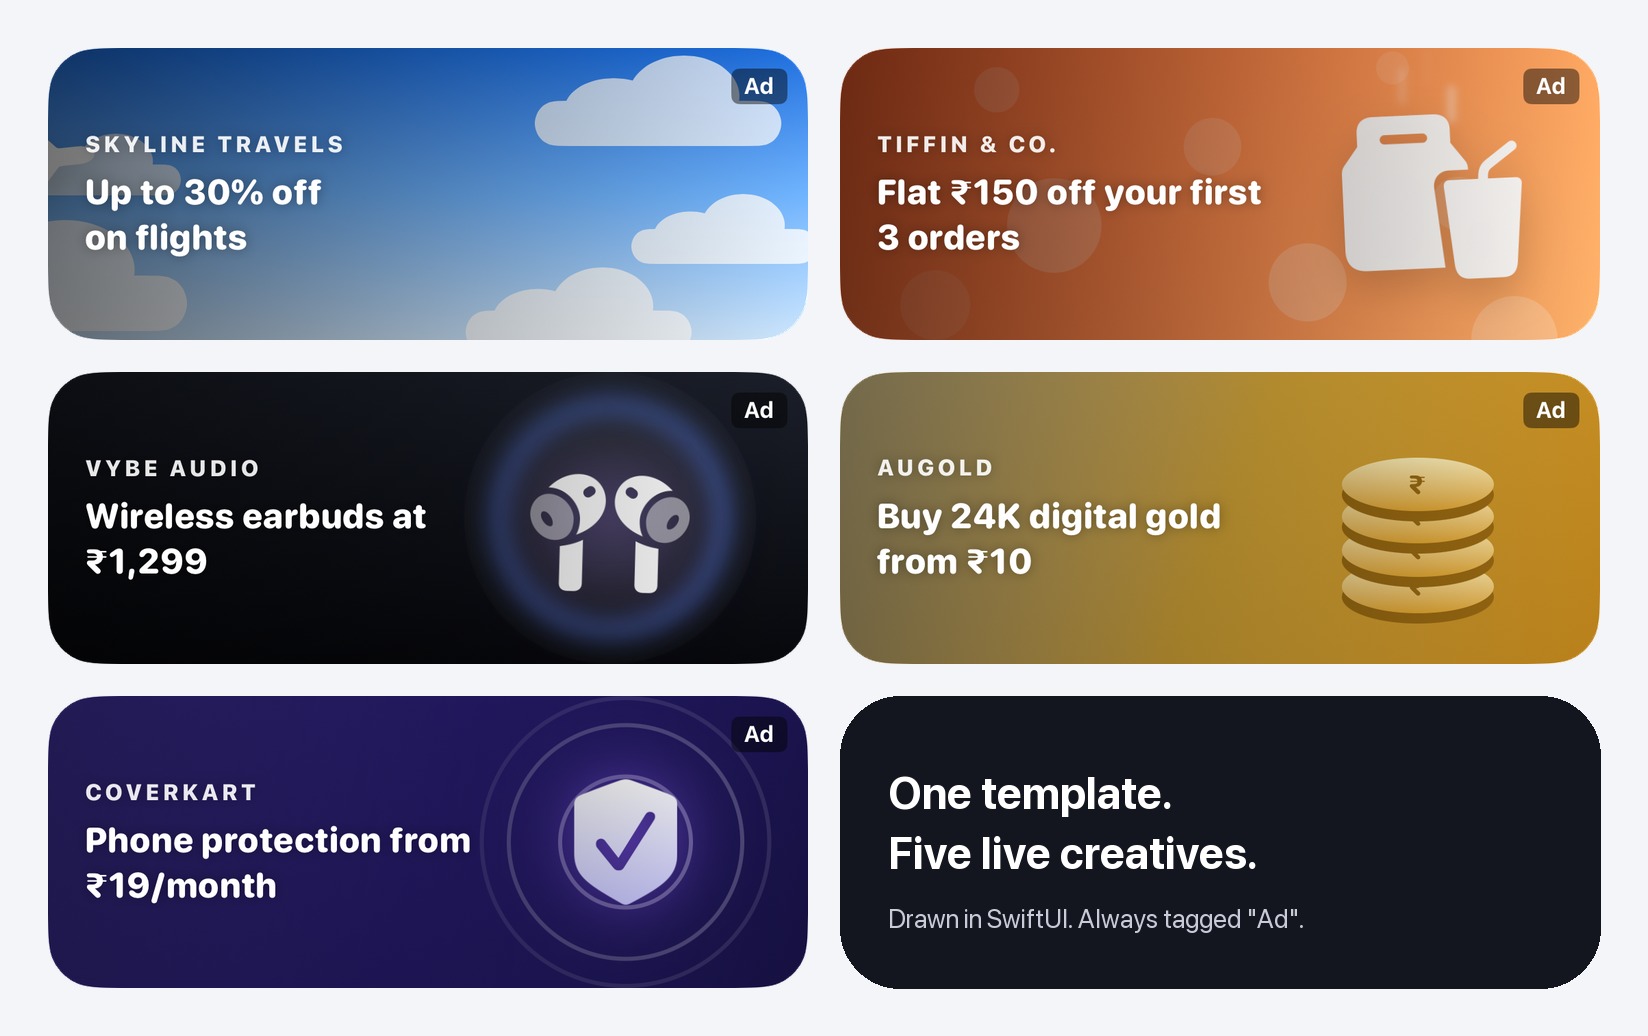 Ad
SKYLINE TRAVELS
Up to 30% off
on flights
Ad
TIFFIN & CO.
Flat ₹150 off your first
3 orders
Ad
VYBE AUDIO
Wireless earbuds at
₹1,299
Ad
AUGOLD
Buy 24K digital gold
from ₹10
₹
Ad
COVERKART
Phone protection from
₹19/month
One template.
Five live creatives.
Drawn in SwiftUI. Always tagged "Ad".